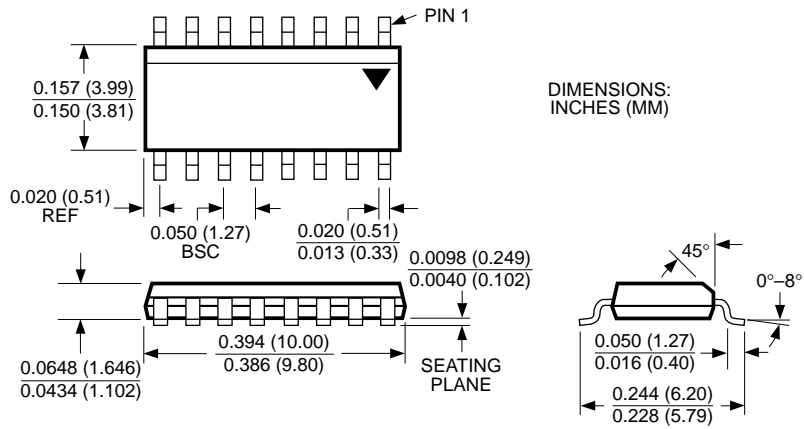 PIN 1
0.157 (3.99)
0.150 (3.81)
DIMENSIONS:
INCHES (MM)
0.020 (0.51)
REF
0.050 (1.27)
BSC
0.020 (0.51)
0.013 (0.33)
0.0098 (0.249)
0.0040 (0.102)
45°
0°–8°
0.0648 (1.646)
0.0434 (1.102)
0.394 (10.00)
0.386 (9.80)
SEATING
PLANE
0.050 (1.27)
0.016 (0.40)
0.244 (6.20)
0.228 (5.79)